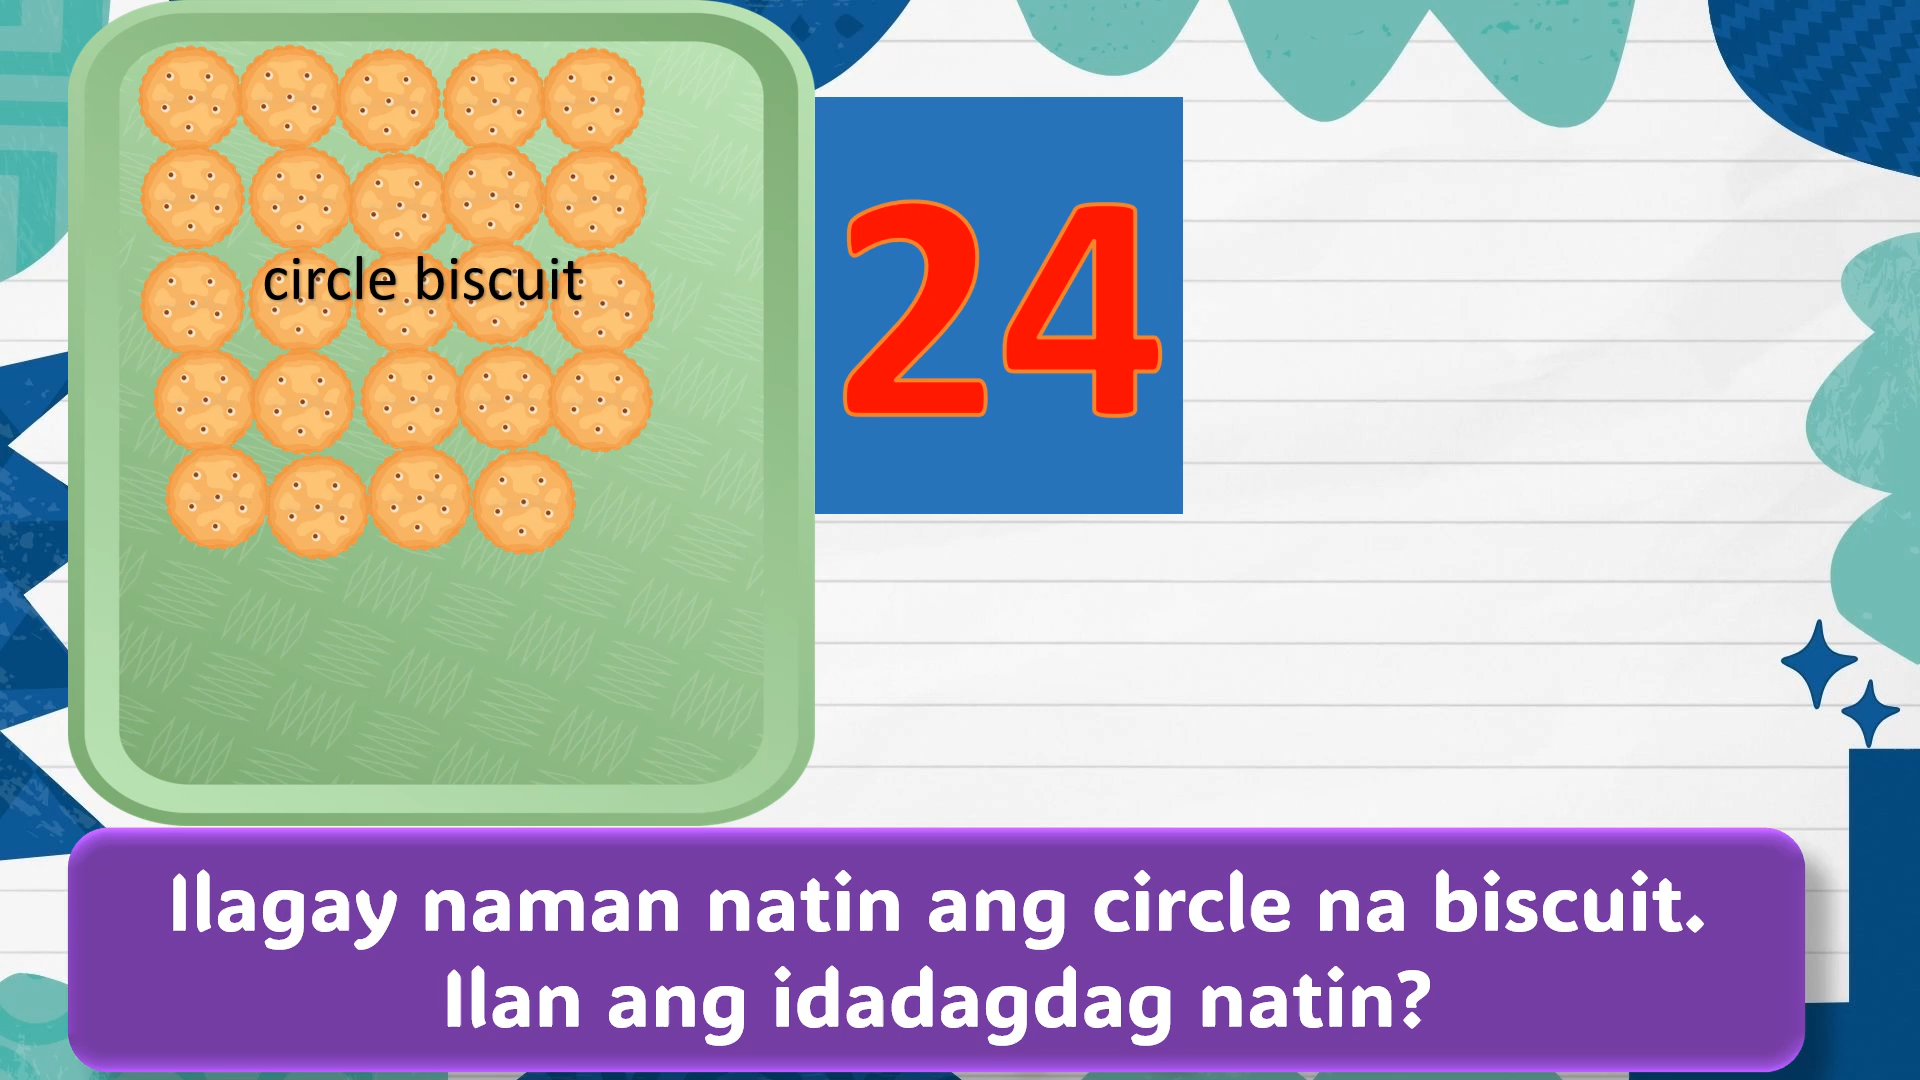 circle biscuit
24
Ilagay naman natin ang circle na biscuit.
Ilan ang idadagdag natin?